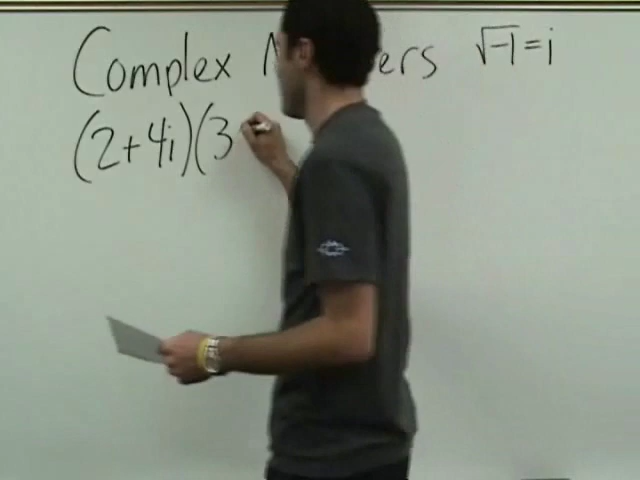 Complex N ers √-1 = i
(2+4i)(3